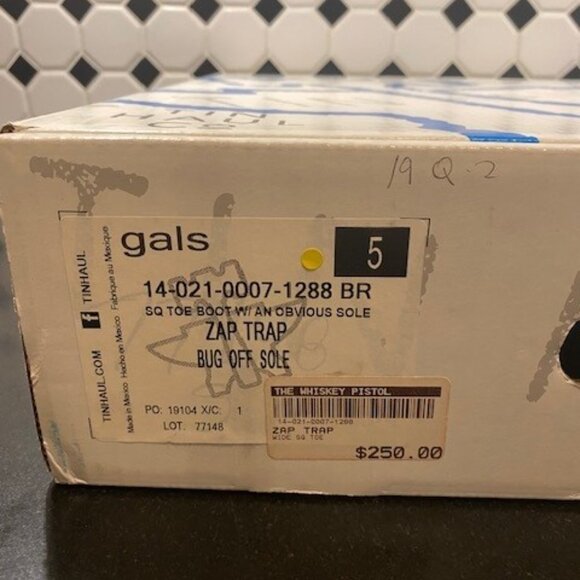 19 Q-2
gals
5
14-021-0007-1288 BR
SQ TOE BOOT W/ AN OBVIOUS SOLE
ZAP TRAP
BUG OFF SOLE
PO: 19104 X/C: 1
LOT. 77148
TINHAUL.COM f TINHAUL
Made in Mexico Hecho en México Fabriqué au Mexique
THE WHISKEY PISTOL
14-021-0007-1288
ZAP TRAP
WIDE SQ TOE
$250.00